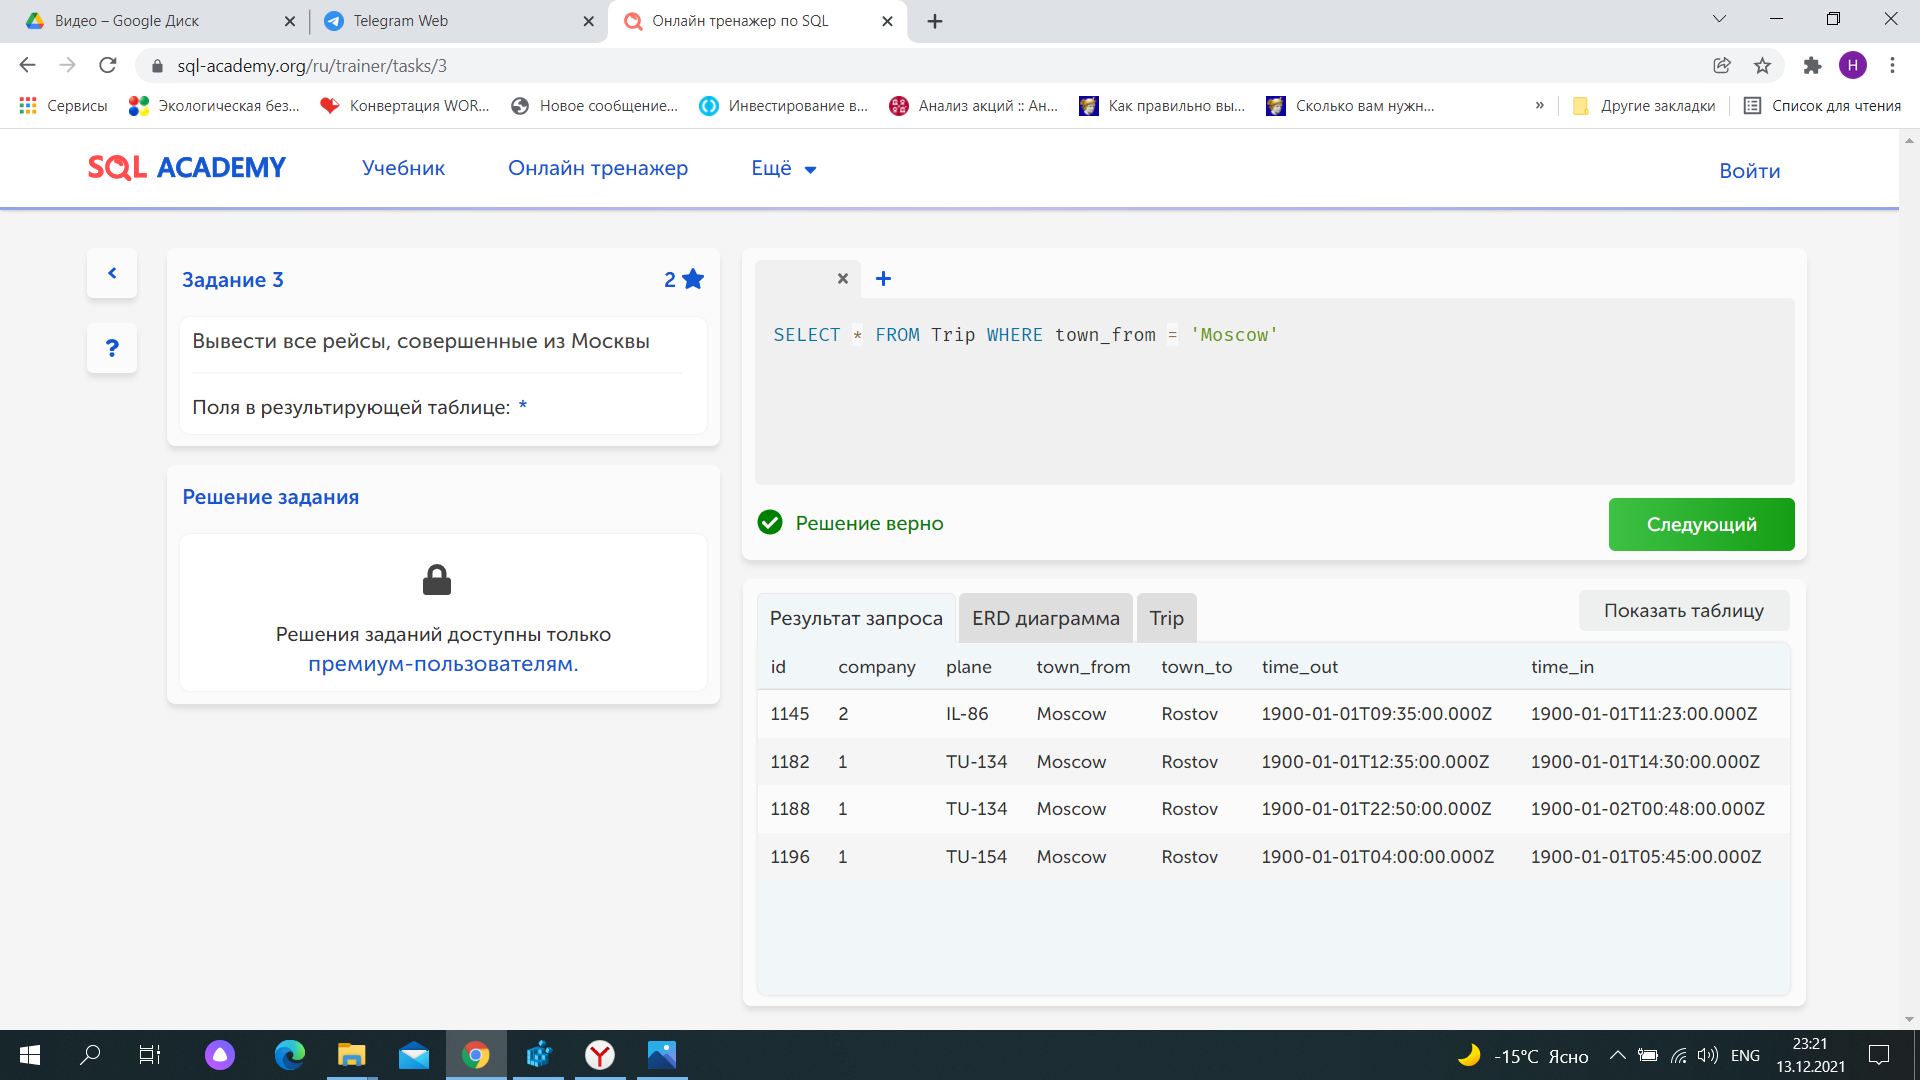 Видео – Google Диск
Telegram Web
Онлайн тренажер по SQL
sql-academy.org/ru/trainer/tasks/3
H
Сервисы
Экологическая без...
Конвертация WOR...
Новое сообщение...
Инвестирование в...
Анализ акций :: Ан...
Как правильно вы...
Сколько вам нужн...
»
Другие закладки
Список для чтения
SQL ACADEMY
Учебник
Онлайн тренажер
Ещё
Войти
Задание 3
2
Вывести все рейсы, совершенные из Москвы
Поля в результирующей таблице: *
?
Решение задания
Решения заданий доступны только
премиум-пользователям.
SELECT * FROM Trip WHERE town_from = 'Moscow'
Решение верно
Следующий
Результат запроса
ERD диаграмма
Trip
Показать таблицу
id company plane town_from town_to time_out time_in
1145 2 IL-86 Moscow Rostov 1900-01-01T09:35:00.000Z 1900-01-01T11:23:00.000Z
1182 1 TU-134 Moscow Rostov 1900-01-01T12:35:00.000Z 1900-01-01T14:30:00.000Z
1188 1 TU-134 Moscow Rostov 1900-01-01T22:50:00.000Z 1900-01-02T00:48:00.000Z
1196 1 TU-154 Moscow Rostov 1900-01-01T04:00:00.000Z 1900-01-01T05:45:00.000Z
-15°C Ясно
ENG
23:21
13.12.2021